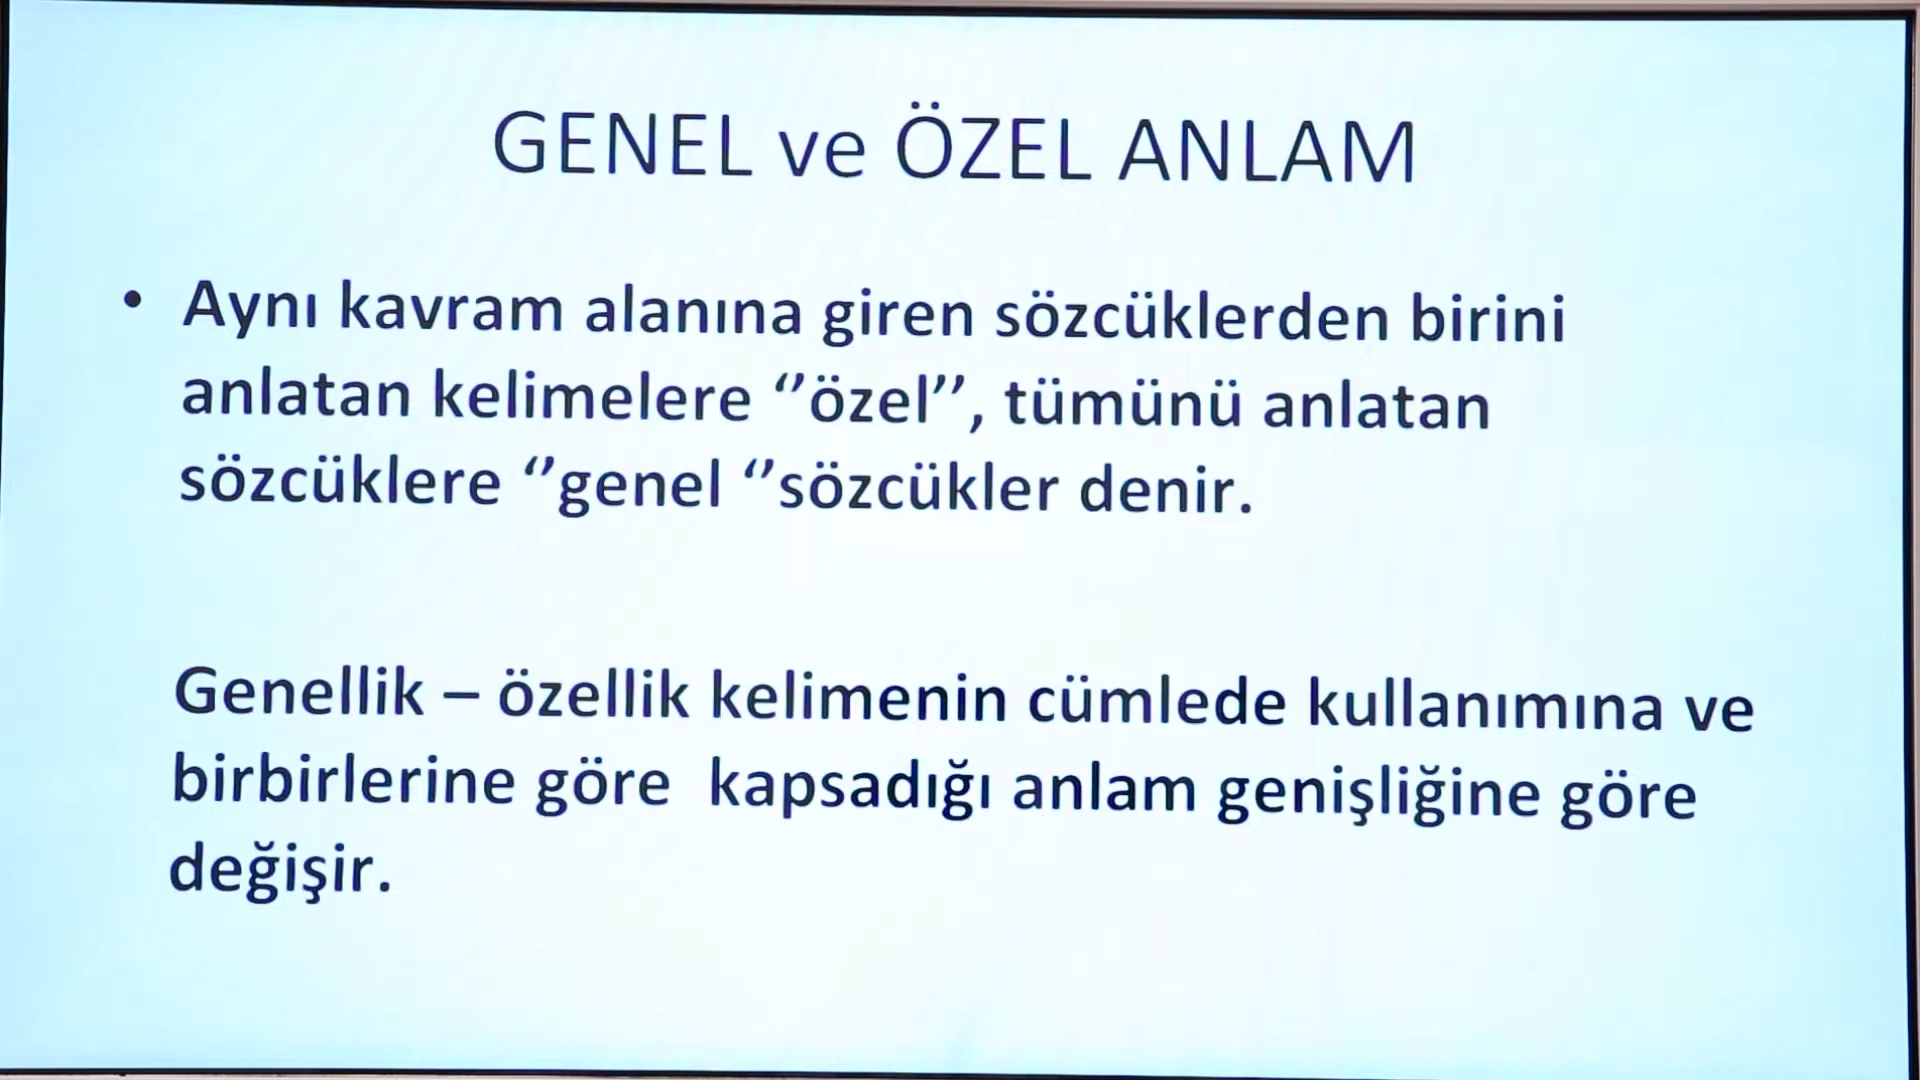 GENEL ve ÖZEL ANLAM
• Aynı kavram alanına giren sözcüklerden birini
anlatan kelimelere ‘’özel’’, tümünü anlatan
sözcüklere ‘’genel ‘’sözcükler denir.
Genellik – özellik kelimenin cümlede kullanımına ve
birbirlerine göre kapsadığı anlam genişliğine göre
değişir.